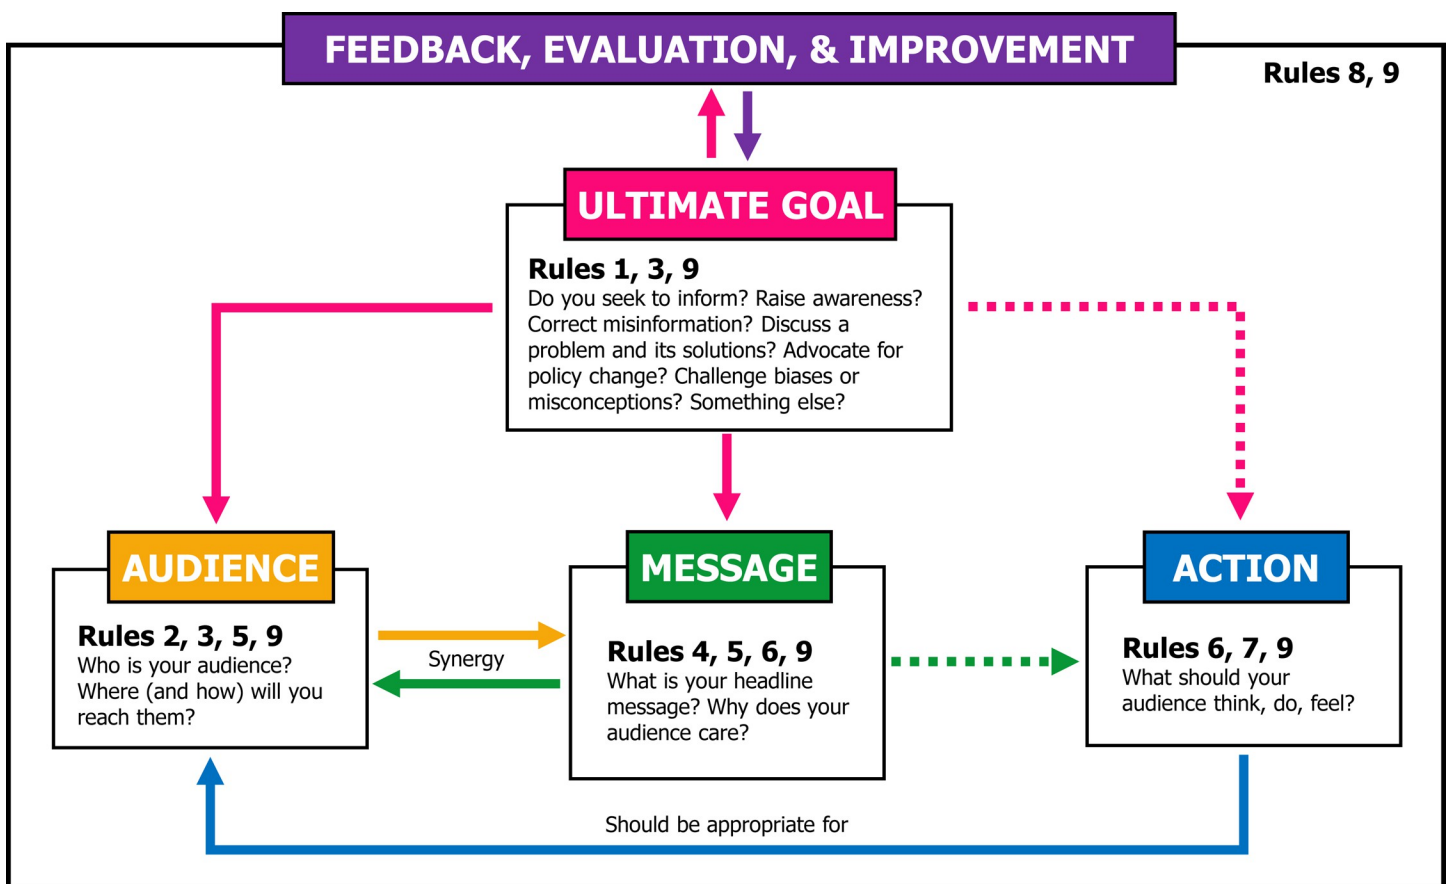 FEEDBACK, EVALUATION, & IMPROVEMENT
Rules 8, 9
ULTIMATE GOAL
Rules 1, 3, 9
Do you seek to inform? Raise awareness?
Correct misinformation? Discuss a
problem and its solutions? Advocate for
policy change? Challenge biases or
misconceptions? Something else?
AUDIENCE
Rules 2, 3, 5, 9
Who is your audience?
Where (and how) will you
reach them?
Synergy
MESSAGE
Rules 4, 5, 6, 9
What is your headline
message? Why does your
audience care?
ACTION
Rules 6, 7, 9
What should your
audience think, do, feel?
Should be appropriate for